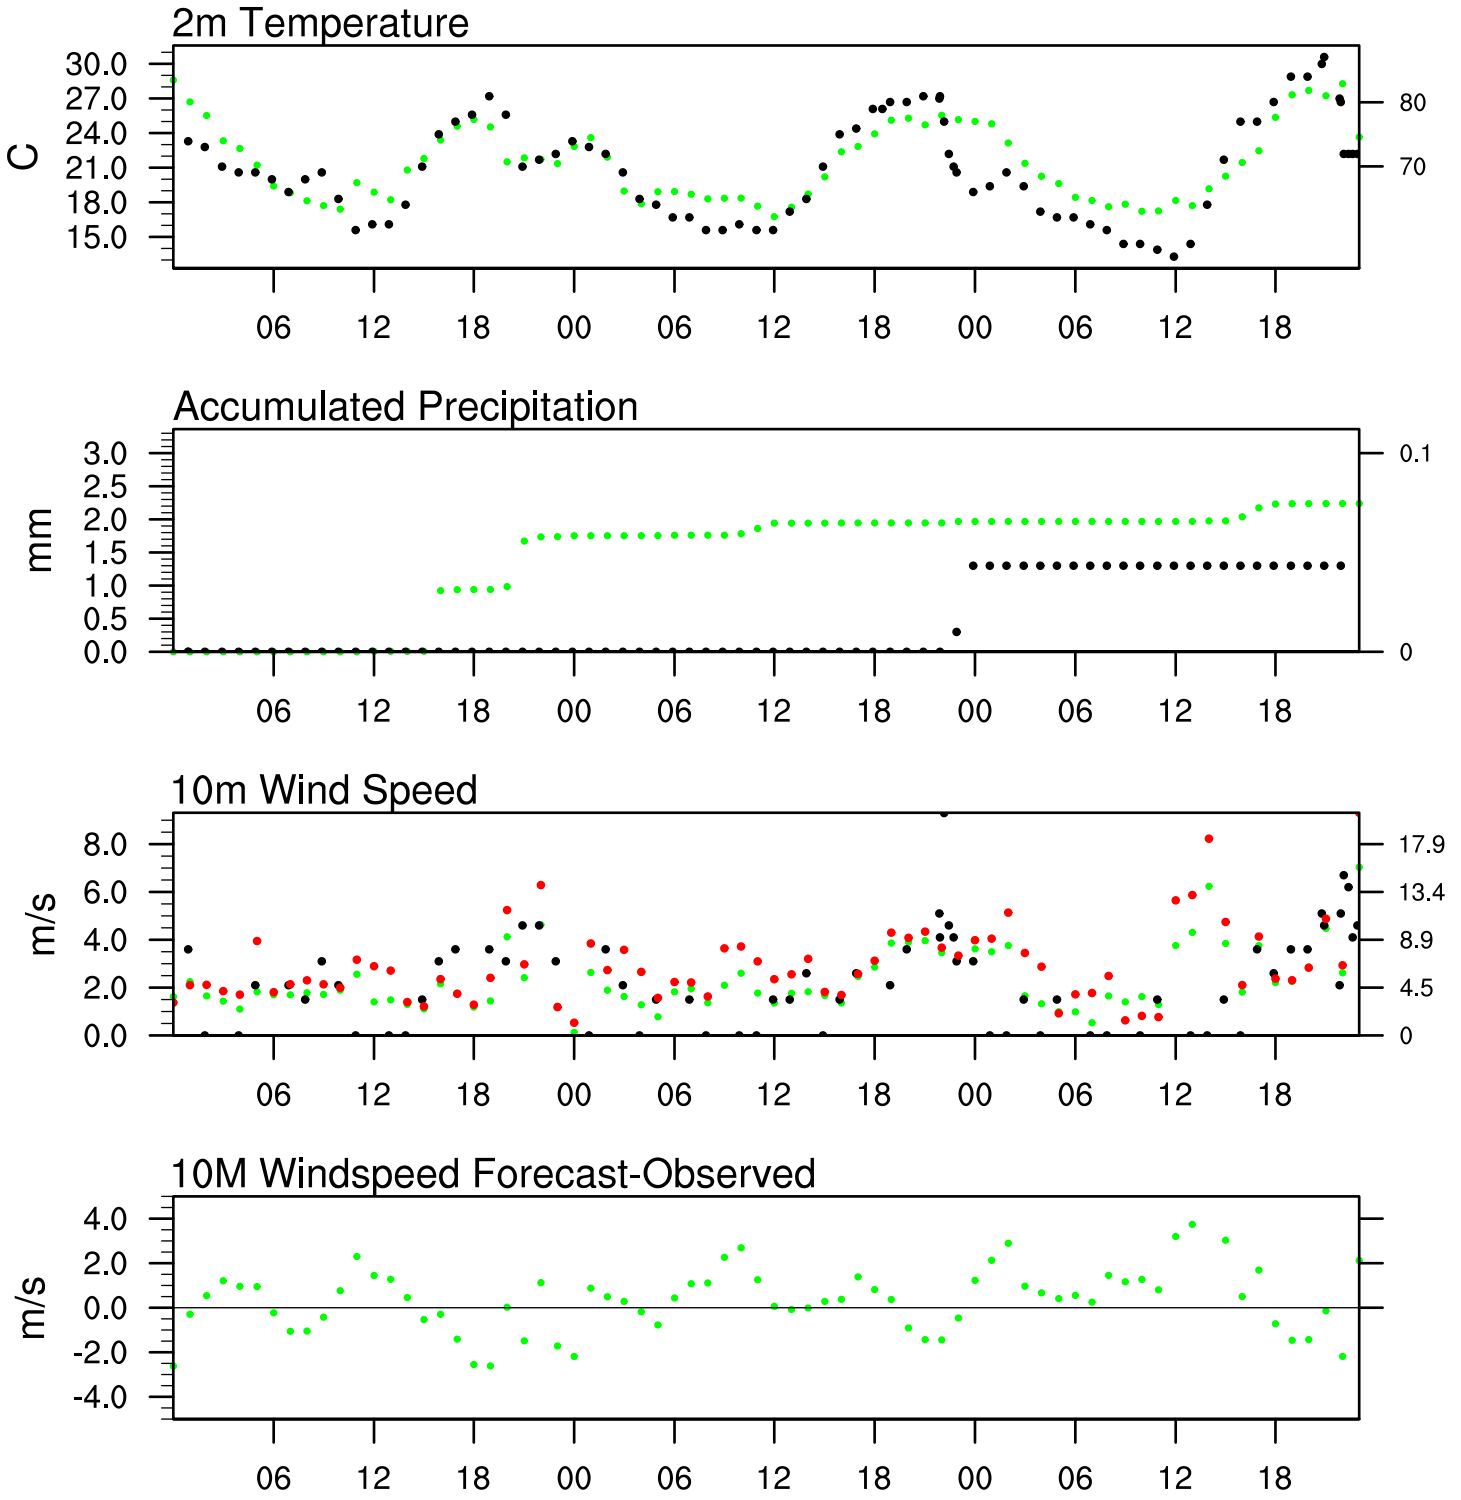 2m Temperature
30.0
27.0
24.0
21.0
18.0
15.0
C
80
70
06 12 18 00 06 12 18 00 06 12 18
Accumulated Precipitation
3.0
2.5
2.0
1.5
1.0
0.5
0.0
mm
0.1
0
06 12 18 00 06 12 18 00 06 12 18
10m Wind Speed
8.0
6.0
4.0
2.0
0.0
m/s
17.9
13.4
8.9
4.5
0
06 12 18 00 06 12 18 00 06 12 18
10M Windspeed Forecast-Observed
4.0
2.0
0.0
-2.0
-4.0
m/s
06 12 18 00 06 12 18 00 06 12 18